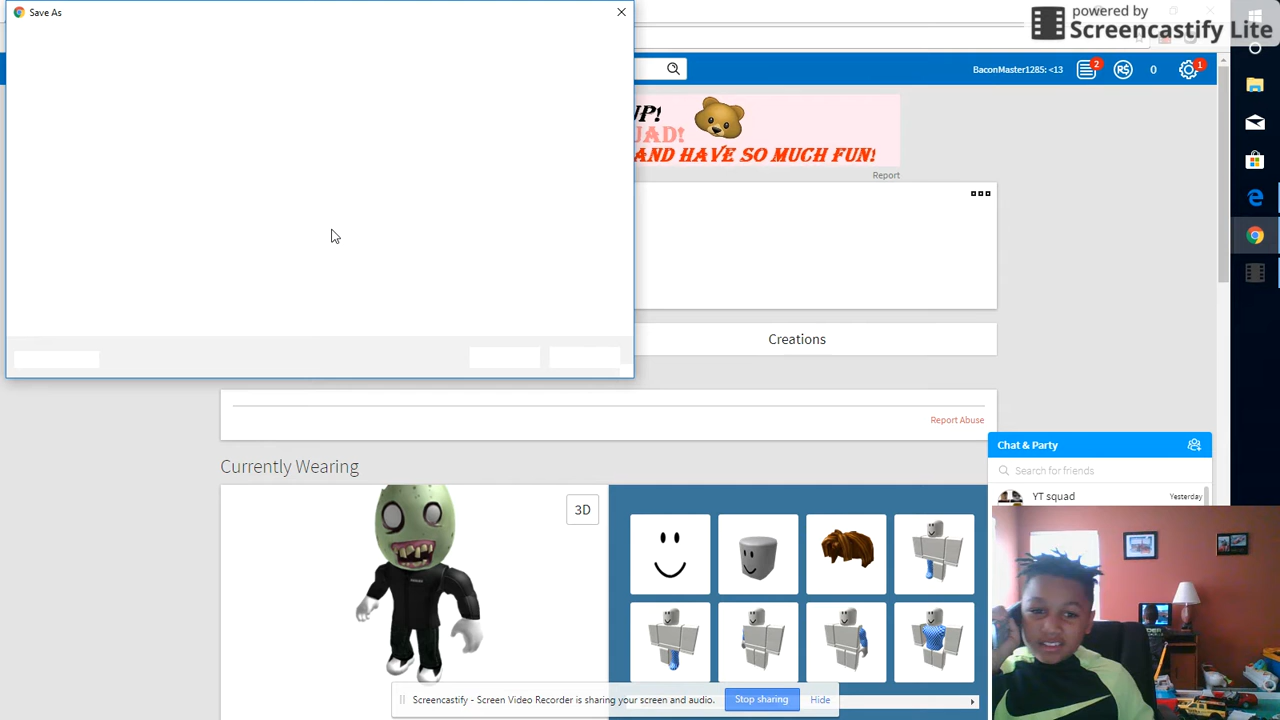 Save As
powered by
Screencastify Lite
BaconMaster1285: <13
2
0
1
UP!
UAD!
AND HAVE SO MUCH FUN!
Report
Creations
Report Abuse
Currently Wearing
3D
Chat & Party
Search for friends
YT squad
Yesterday
Screencastify - Screen Video Recorder is sharing your screen and audio.
Stop sharing
Hide